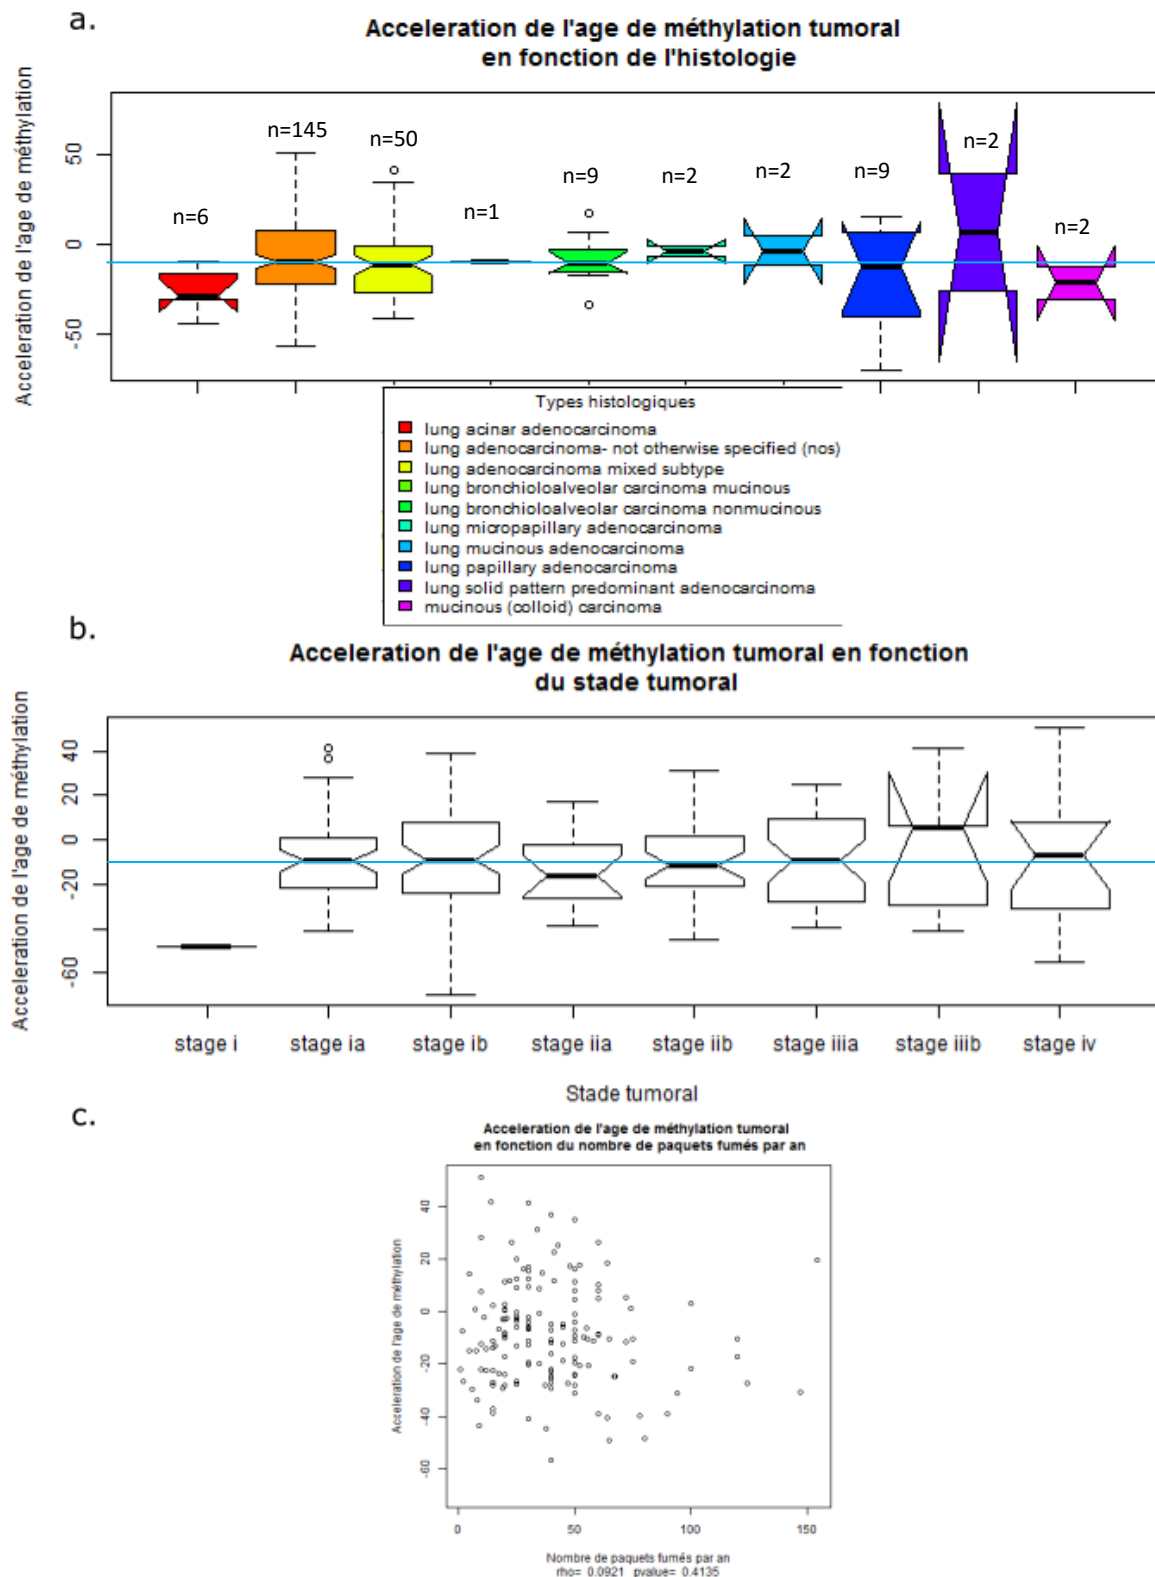 a.
Acceleration de l'age de méthylation tumoral
en fonction de l'histologie
Acceleration de l'age de méthylation
50
0
-50
n=6
n=145
n=50
n=1
n=9
n=2
n=2
n=9
n=2
n=2
Types histologiques
lung acinar adenocarcinoma
lung adenocarcinoma- not otherwise specified (nos)
lung adenocarcinoma mixed subtype
lung bronchioloalveolar carcinoma mucinous
lung bronchioloalveolar carcinoma nonmucinous
lung micropapillary adenocarcinoma
lung mucinous adenocarcinoma
lung papillary adenocarcinoma
lung solid pattern predominant adenocarcinoma
mucinous (colloid) carcinoma
b.
Acceleration de l'age de méthylation tumoral en fonction
du stade tumoral
Acceleration de l'age de méthylation
40
20
0
-20
-60
stage i stage ia stage ib stage iia stage iib stage iiia stage iiib stage iv
Stade tumoral
c.
Acceleration de l'age de méthylation tumoral
en fonction du nombre de paquets fumés par an
Acceleration de l'age de méthylation
40
20
0
-20
-40
-60
0 50 100 150
Nombre de paquets fumés par an
rho= 0.0921 pvalue= 0.4135